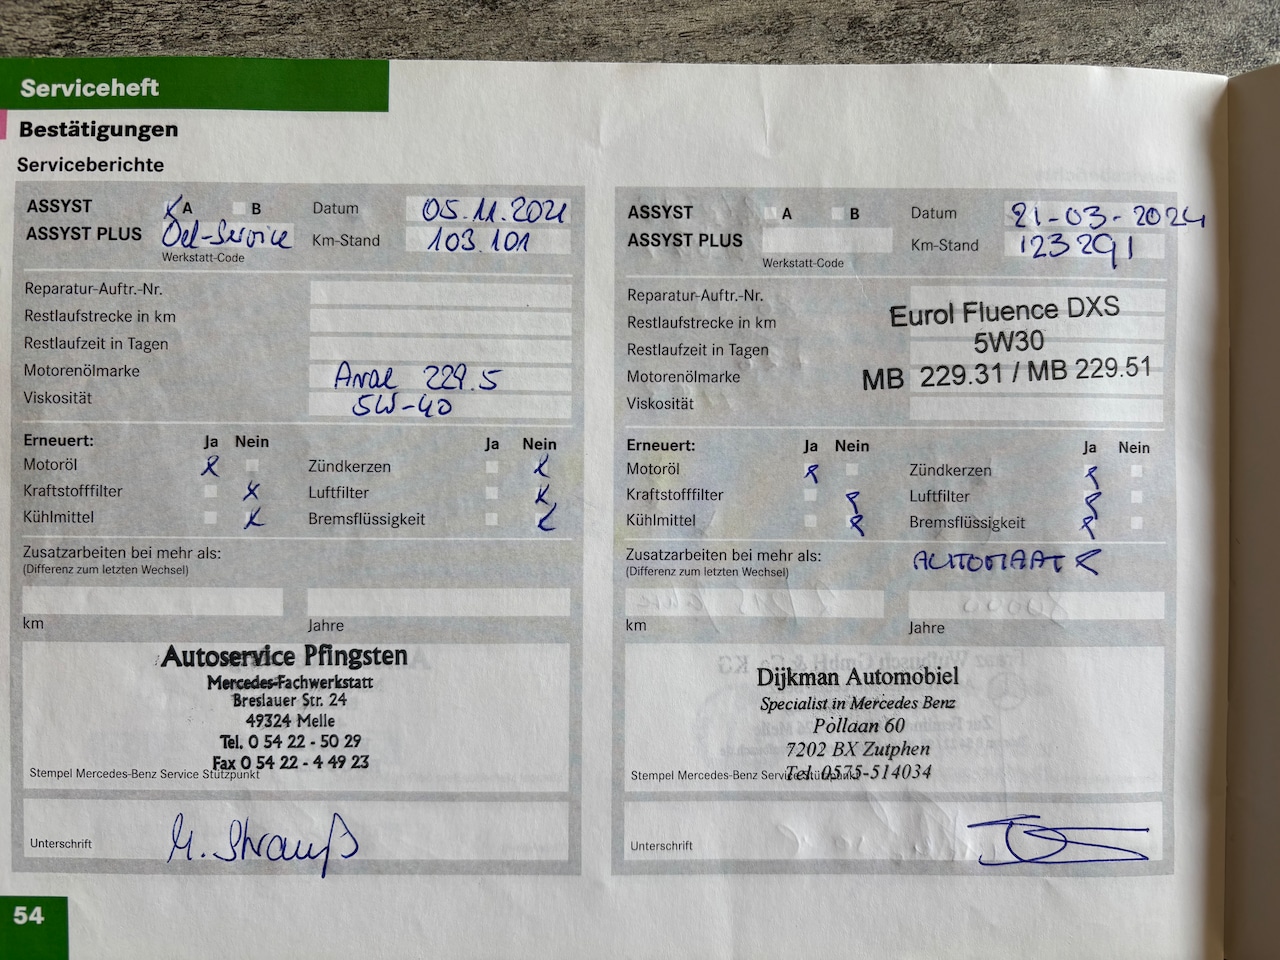 Serviceheft
Bestätigungen
Serviceberichte
ASSYST
A
B
Datum
05.11.2021
ASSYST PLUS
Oel-Service
Km-Stand
103.101
Werkstatt-Code
Reparatur-Auftr.-Nr.
Restlaufstrecke in km
Restlaufzeit in Tagen
Motorenölmarke
Aral 229.5
Viskosität
5W-40
Erneuert:
Ja Nein
Ja Nein
Motoröl
Zündkerzen
Kraftstofffilter
Luftfilter
Kühlmittel
Bremsflüssigkeit
Zusatzarbeiten bei mehr als:
(Differenz zum letzten Wechsel)
km
Jahre
Autoservice Pfingsten
Mercedes-Fachwerkstatt
Breslauer Str. 24
49324 Melle
Tel. 0 54 22 - 50 29
Fax 0 54 22 - 4 49 23
Stempel Mercedes-Benz Service Stützpunkt
Unterschrift
M. Strauß
54
ASSYST
A
B
Datum
21-03-2024
ASSYST PLUS
Km-Stand
123291
Werkstatt-Code
Reparatur-Auftr.-Nr.
Restlaufstrecke in km
Restlaufzeit in Tagen
Motorenölmarke
Viskosität
Eurol Fluence DXS
5W30
MB 229.31 / MB 229.51
Erneuert:
Ja Nein
Ja Nein
Motoröl
Zündkerzen
Kraftstofffilter
Luftfilter
Kühlmittel
Bremsflüssigkeit
Zusatzarbeiten bei mehr als:
(Differenz zum letzten Wechsel)
AUTOMAAT
km
Jahre
Dijkman Automobiel
Specialist in Mercedes Benz
Pollaan 60
7202 BX Zutphen
Tel. 0575-514034
Stempel Mercedes-Benz Service Stützpunkt
Unterschrift